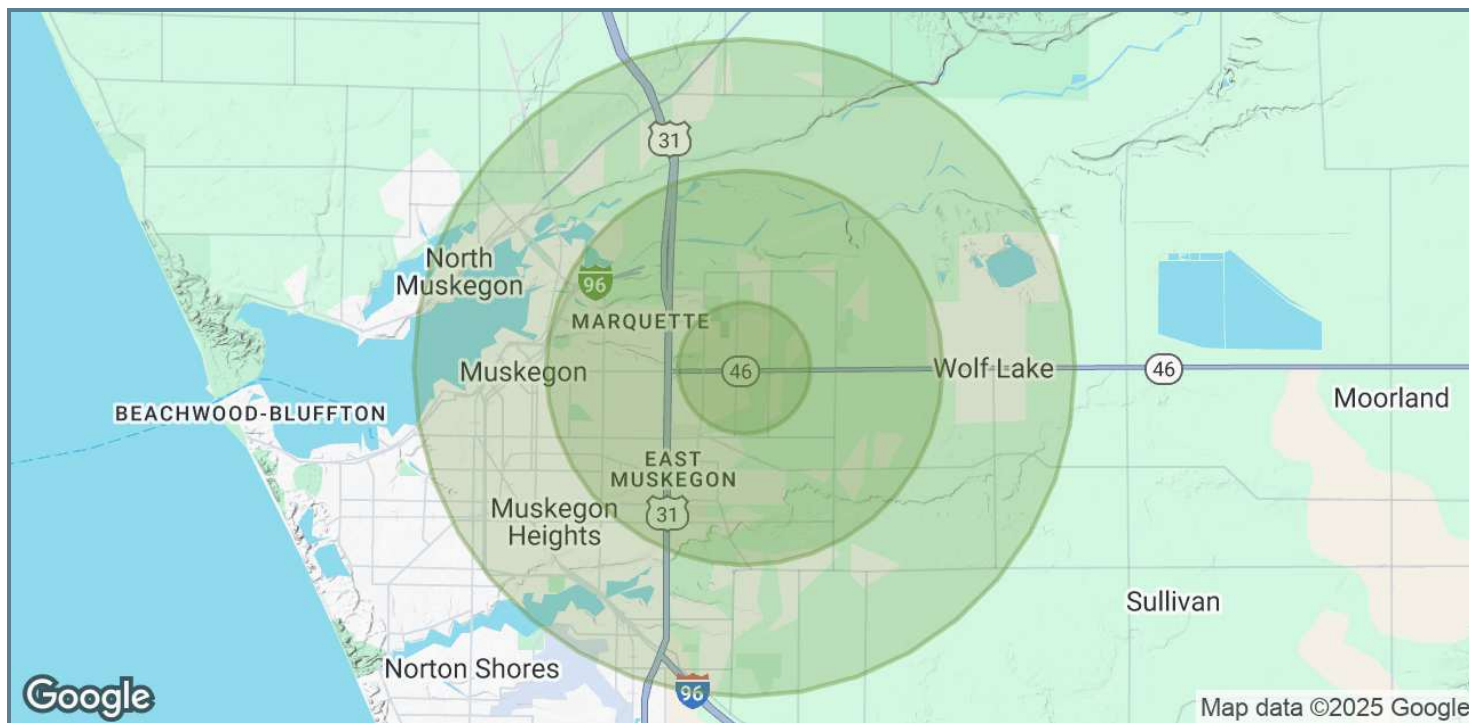 31
North
Muskegon
96
MARQUETTE
Muskegon
46
Wolf Lake
46
Moorland
BEACHWOOD-BLUFFTON
EAST
MUSKEGON
Muskegon
Heights
31
Sullivan
Norton Shores
96
Google
Map data ©2025 Google